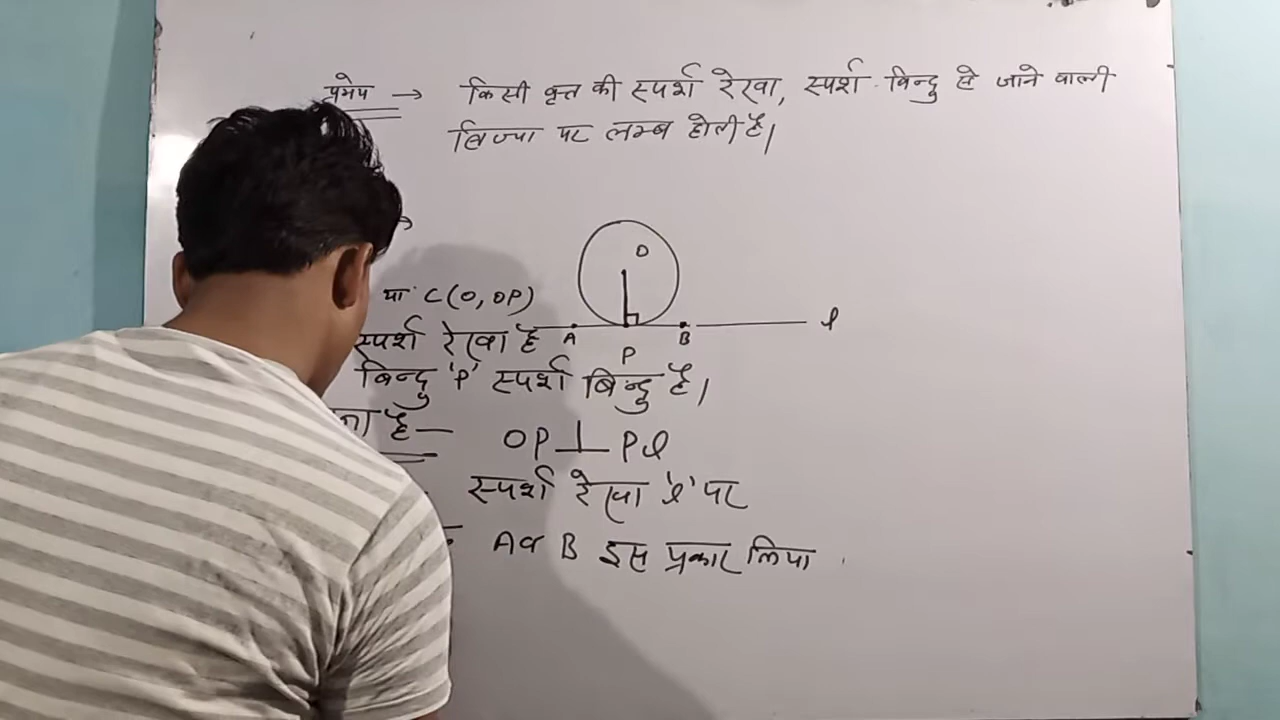 प्रमेय → किसी वृत्त की स्पर्श रेखा, स्पर्श बिन्दु से जाने वाली
त्रिज्या पर लम्ब होती है।
→
O
या C(O, OP)
A P B l
स्पर्श रेखा है
बिन्दु 'P' स्पर्श बिन्दु है।
है— OP ⊥ Pl
स्पर्श रेखा 'l' पर
A व B इस प्रकार लिया